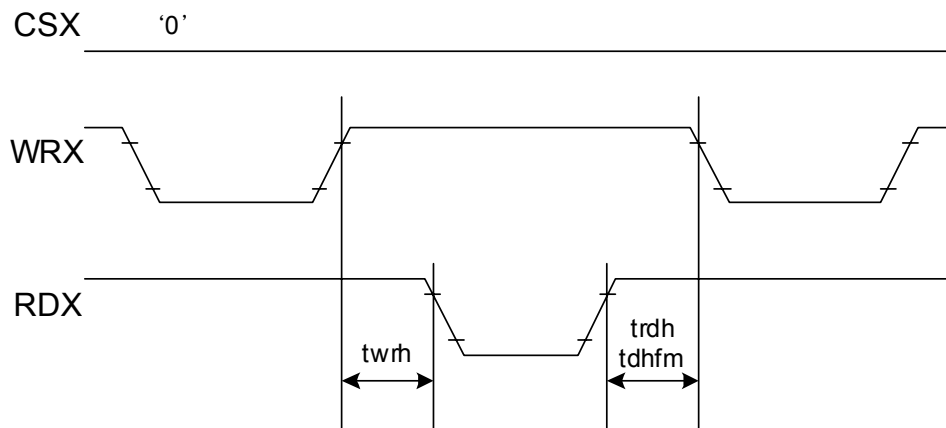 CSX ‘0’
WRX
RDX
twrh
trdh
tdhfm